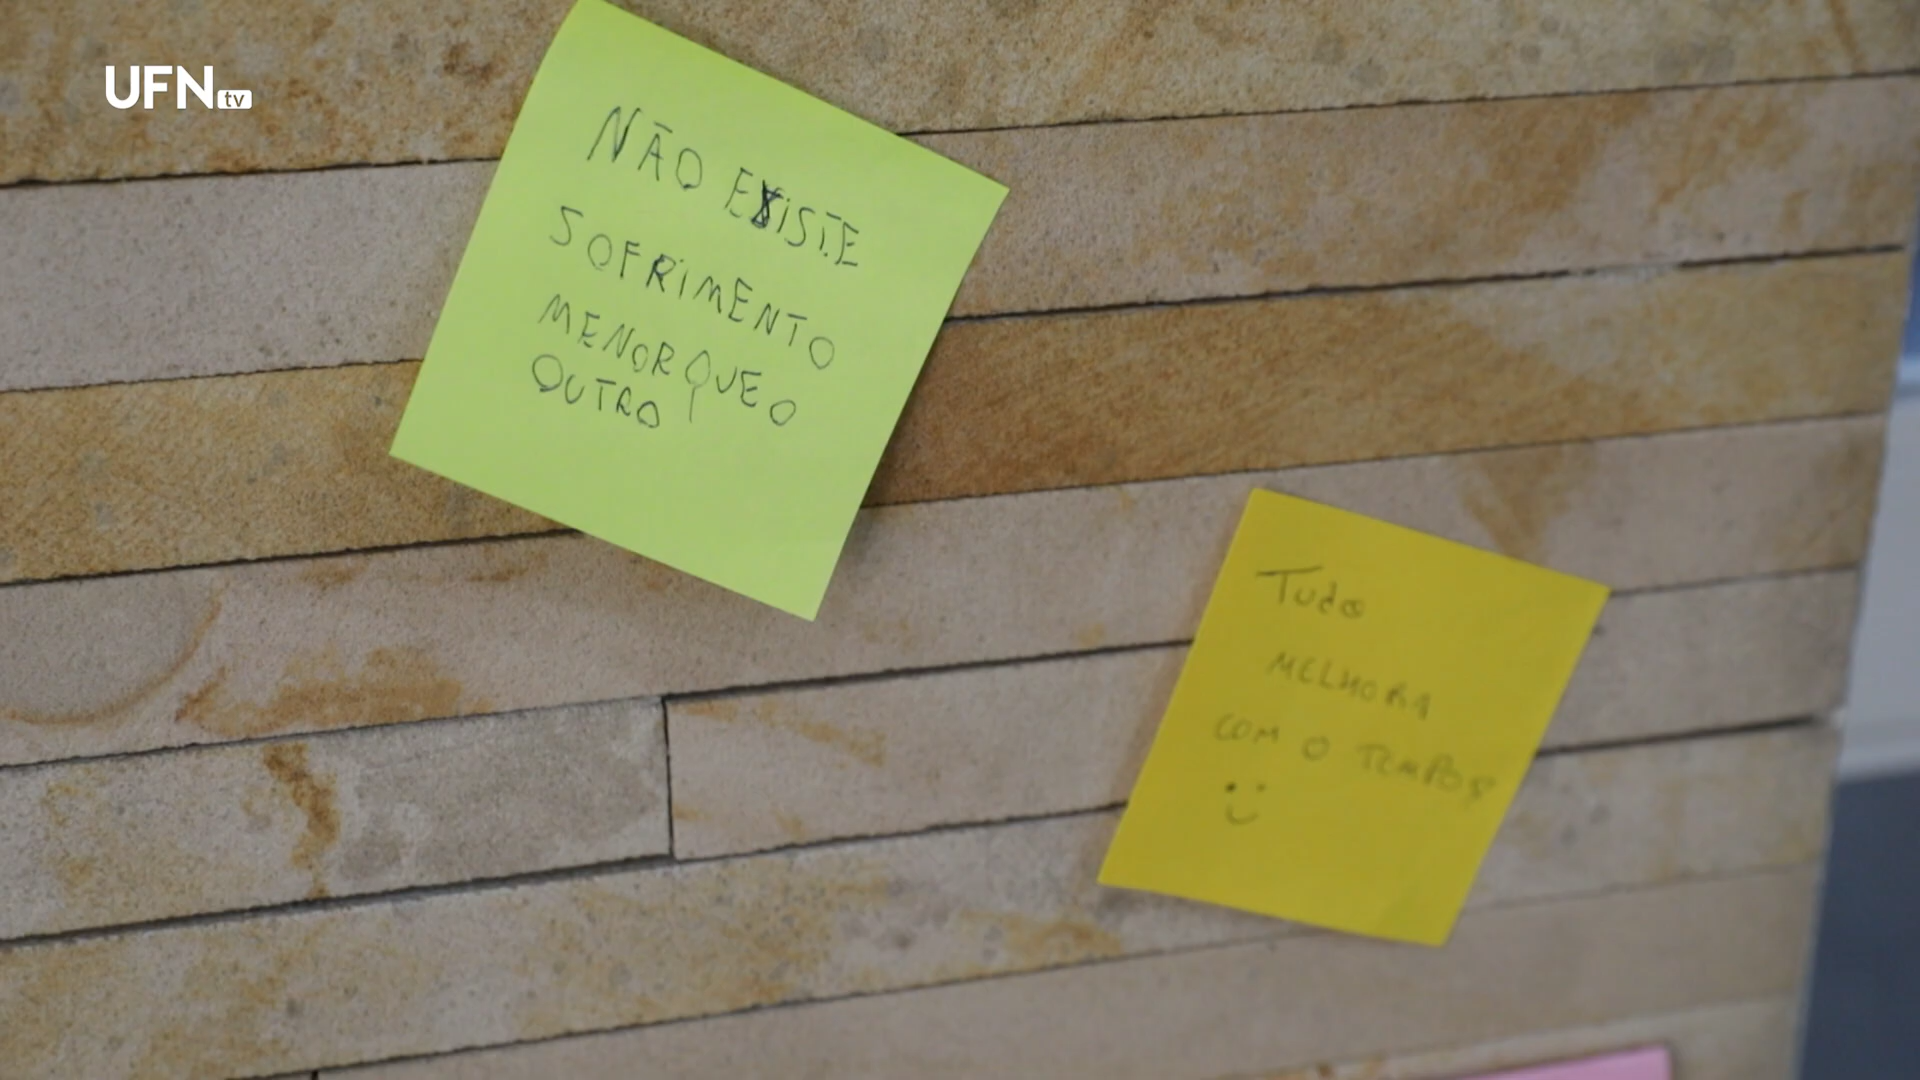 UFN tv
NÃO EXISTE
SOFRIMENTO
MENOR QUE O
OUTRO
Tudo
MELHORA
COM O TEMPO